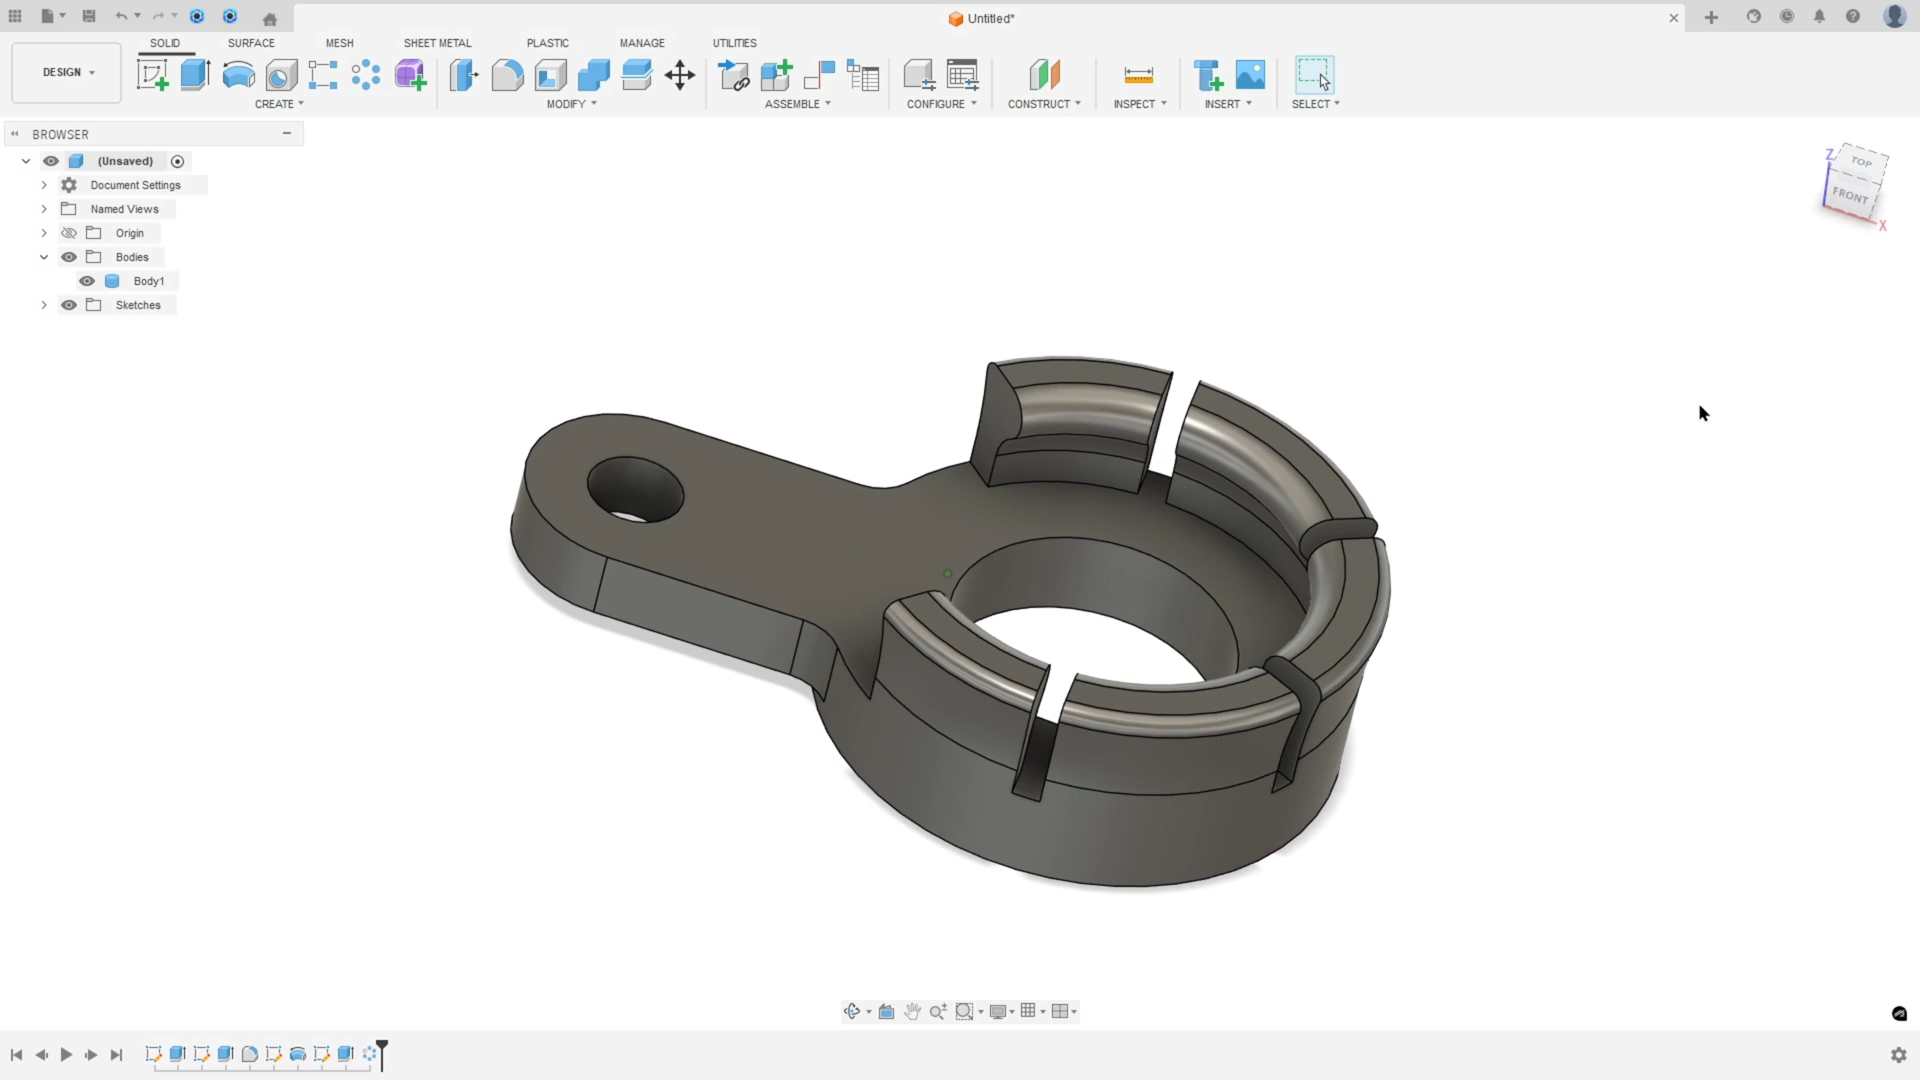 Untitled*
SOLID SURFACE MESH SHEET METAL PLASTIC MANAGE UTILITIES
DESIGN
CREATE MODIFY ASSEMBLE CONFIGURE CONSTRUCT INSPECT INSERT SELECT
BROWSER
(Unsaved)
Document Settings
Named Views
Origin
Bodies
Body1
Sketches
Z
TOP
FRONT
X